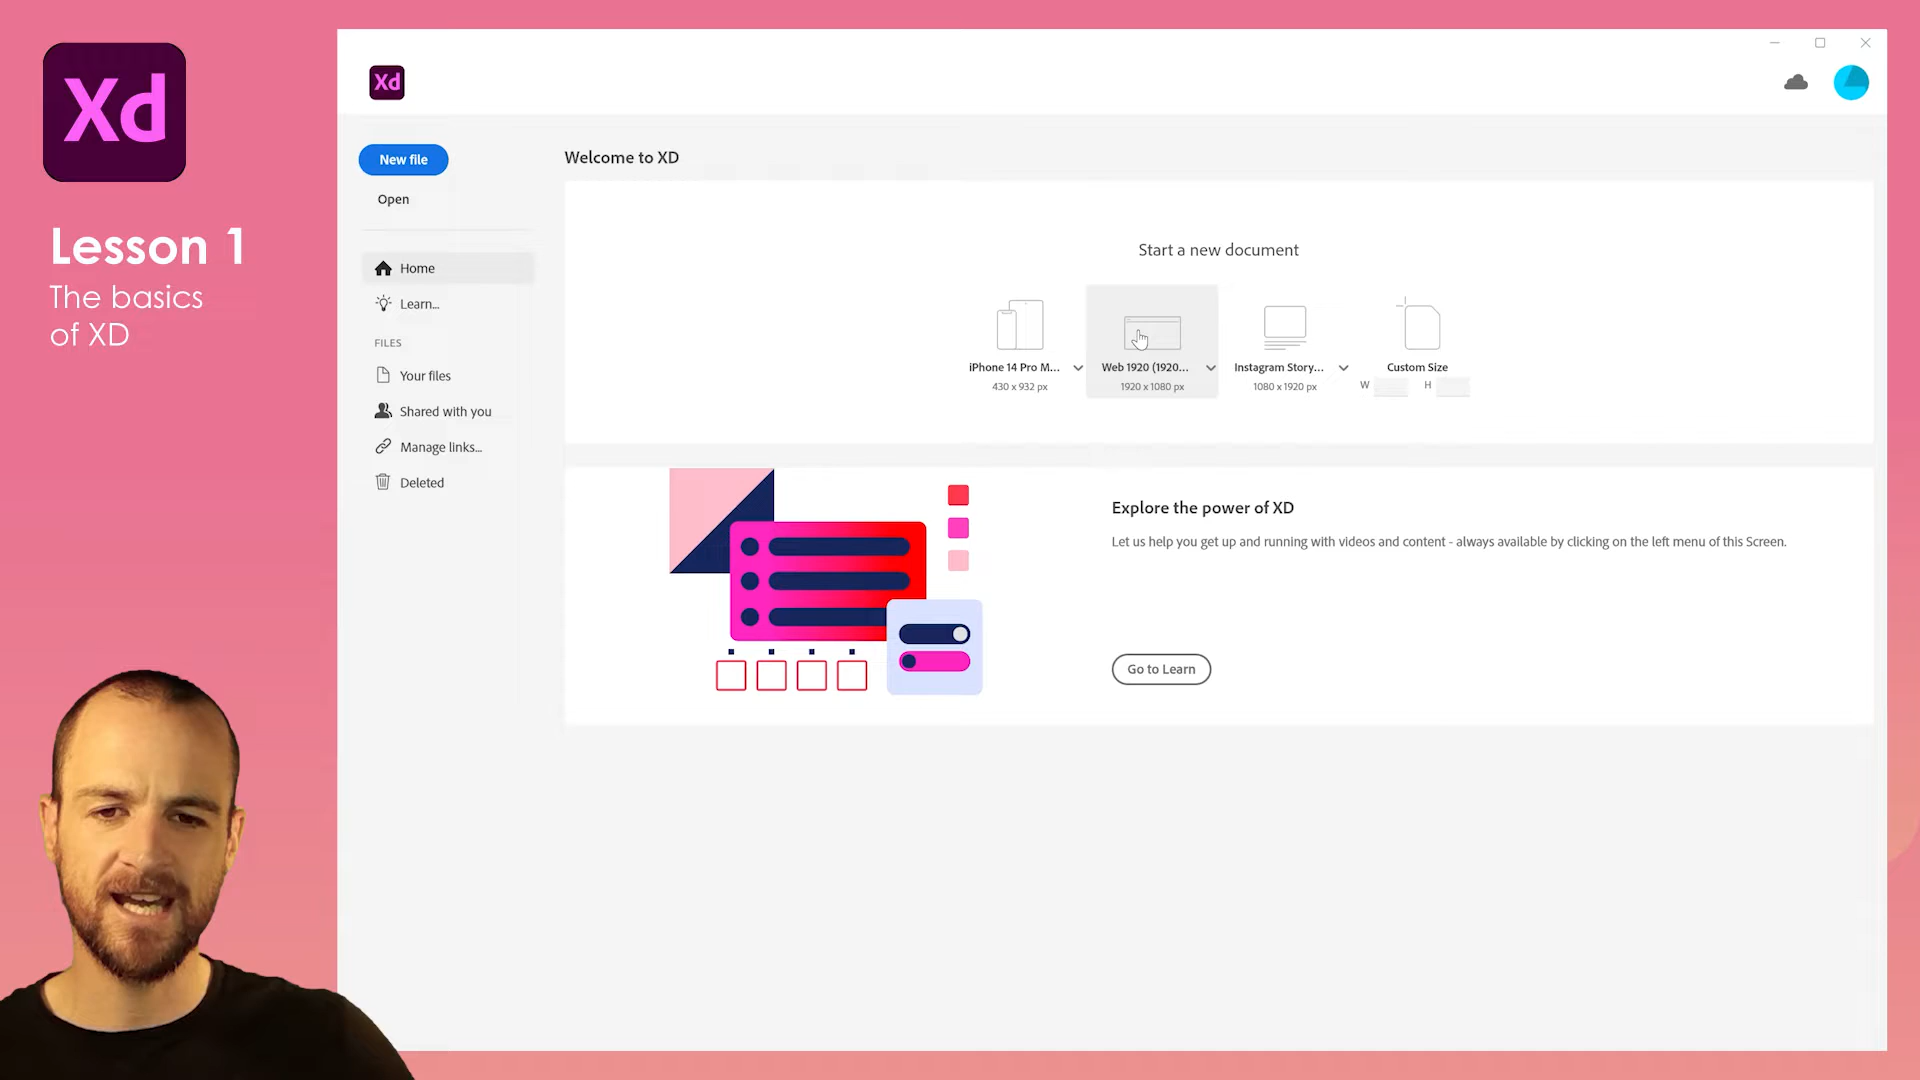 Xd
Lesson 1
The basics
of XD
Xd
New file
Open
Home
Learn...
FILES
Your files
Shared with you
Manage links...
Deleted
Welcome to XD
Start a new document
iPhone 14 Pro M...
430 x 932 px
Web 1920 (1920...
1920 x 1080 px
Instagram Story...
1080 x 1920 px
Custom Size
W H
Explore the power of XD
Let us help you get up and running with videos and content - always available by clicking on the left menu of this Screen.
Go to Learn